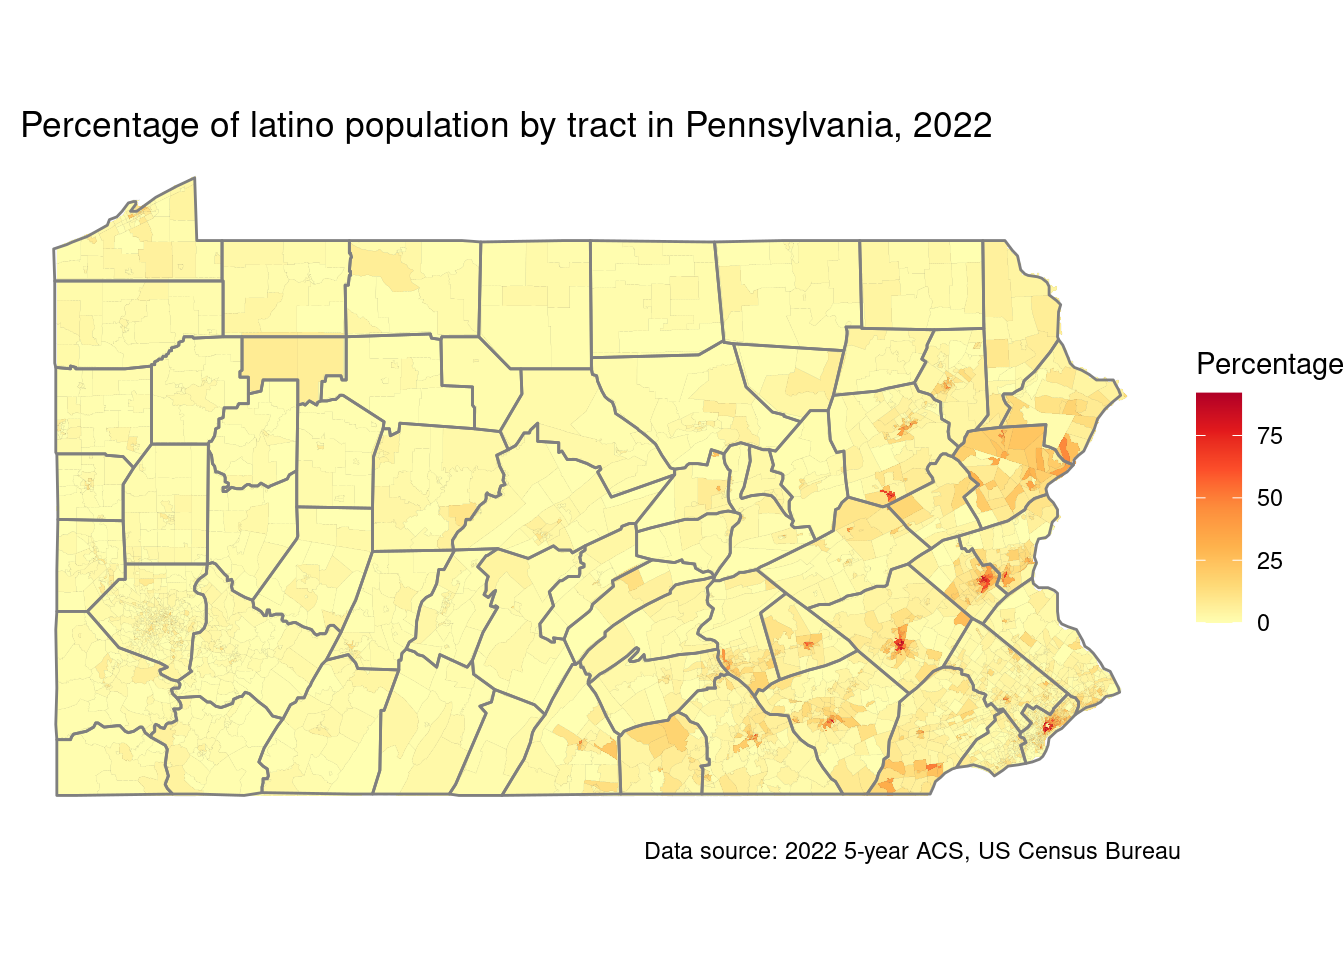 Percentage of latino population by tract in Pennsylvania, 2022
Percentage
75
50
25
0
Data source: 2022 5-year ACS, US Census Bureau